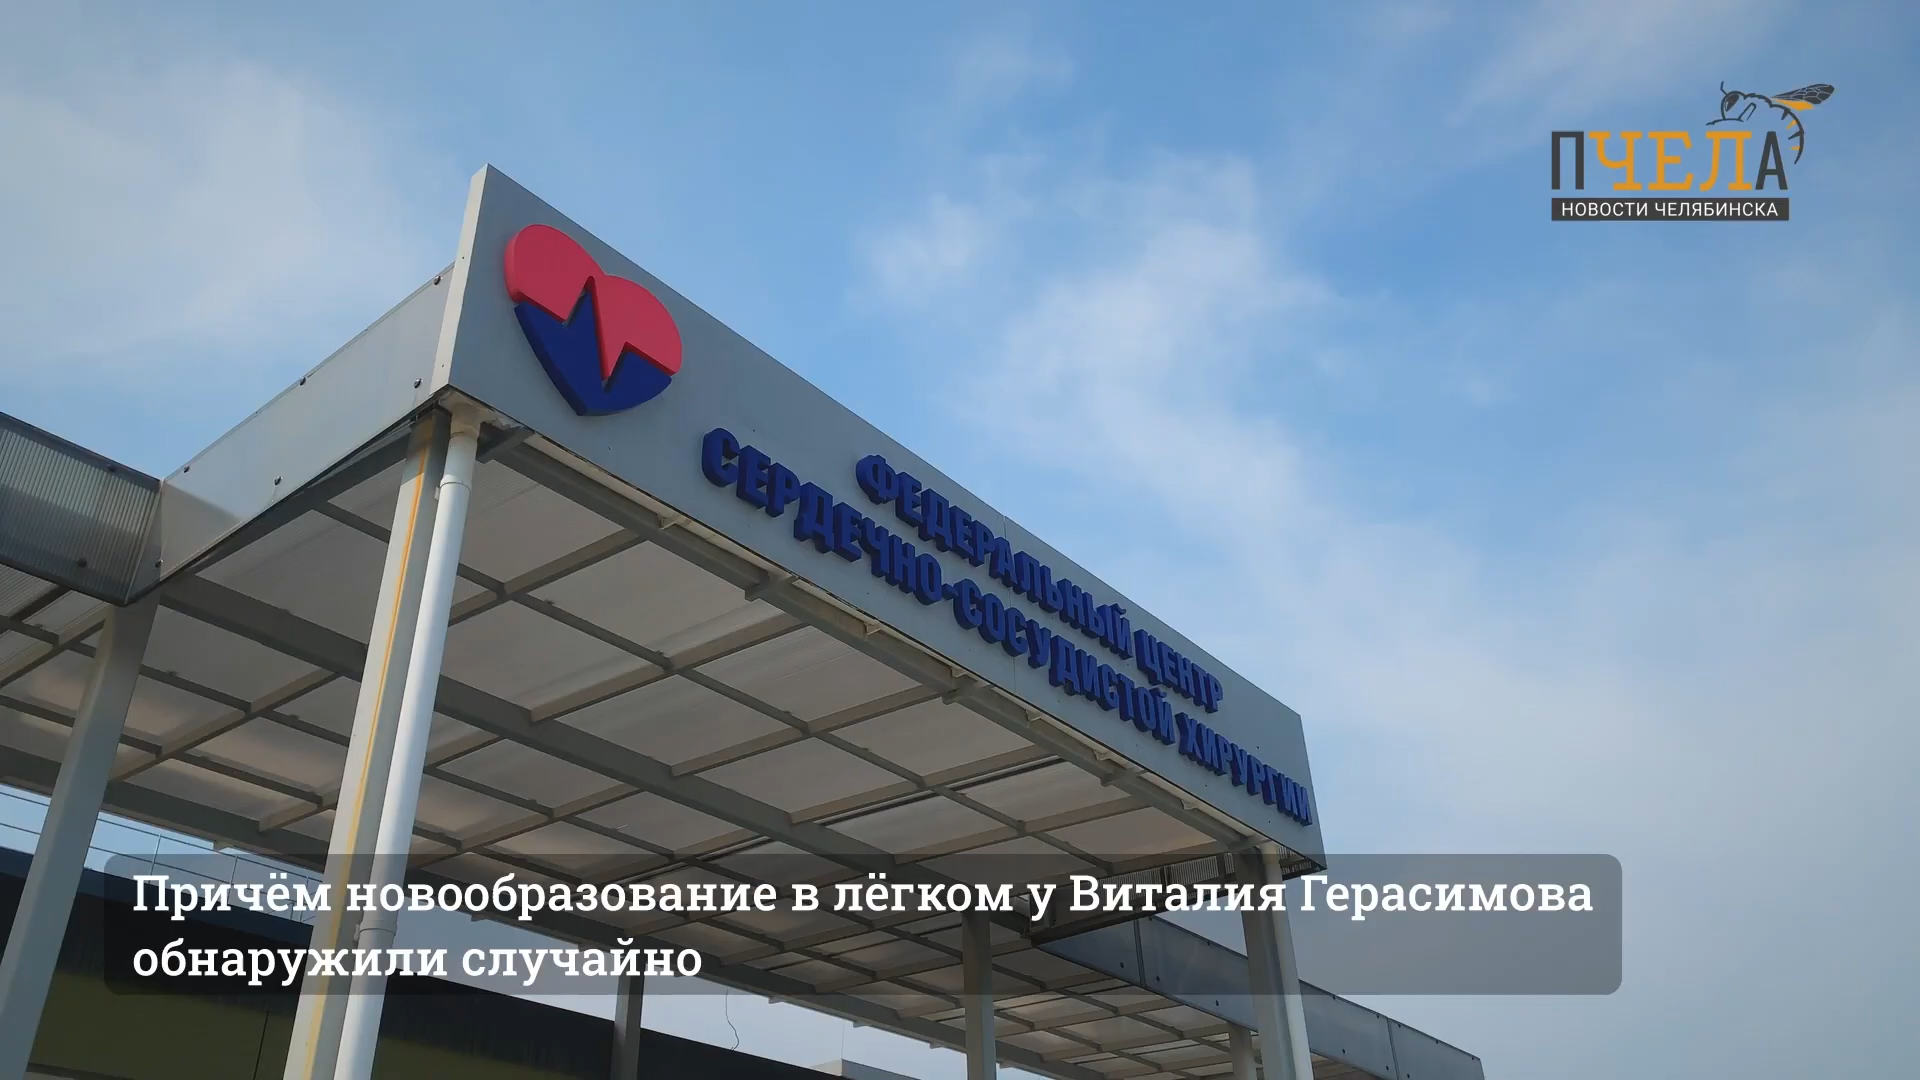 ПЧЕЛА
НОВОСТИ ЧЕЛЯБИНСКА
ФЕДЕРАЛЬНЫЙ ЦЕНТР
СЕРДЕЧНО-СОСУДИСТОЙ ХИРУРГИИ
Причём новообразование в лёгком у Виталия Герасимова
обнаружили случайно